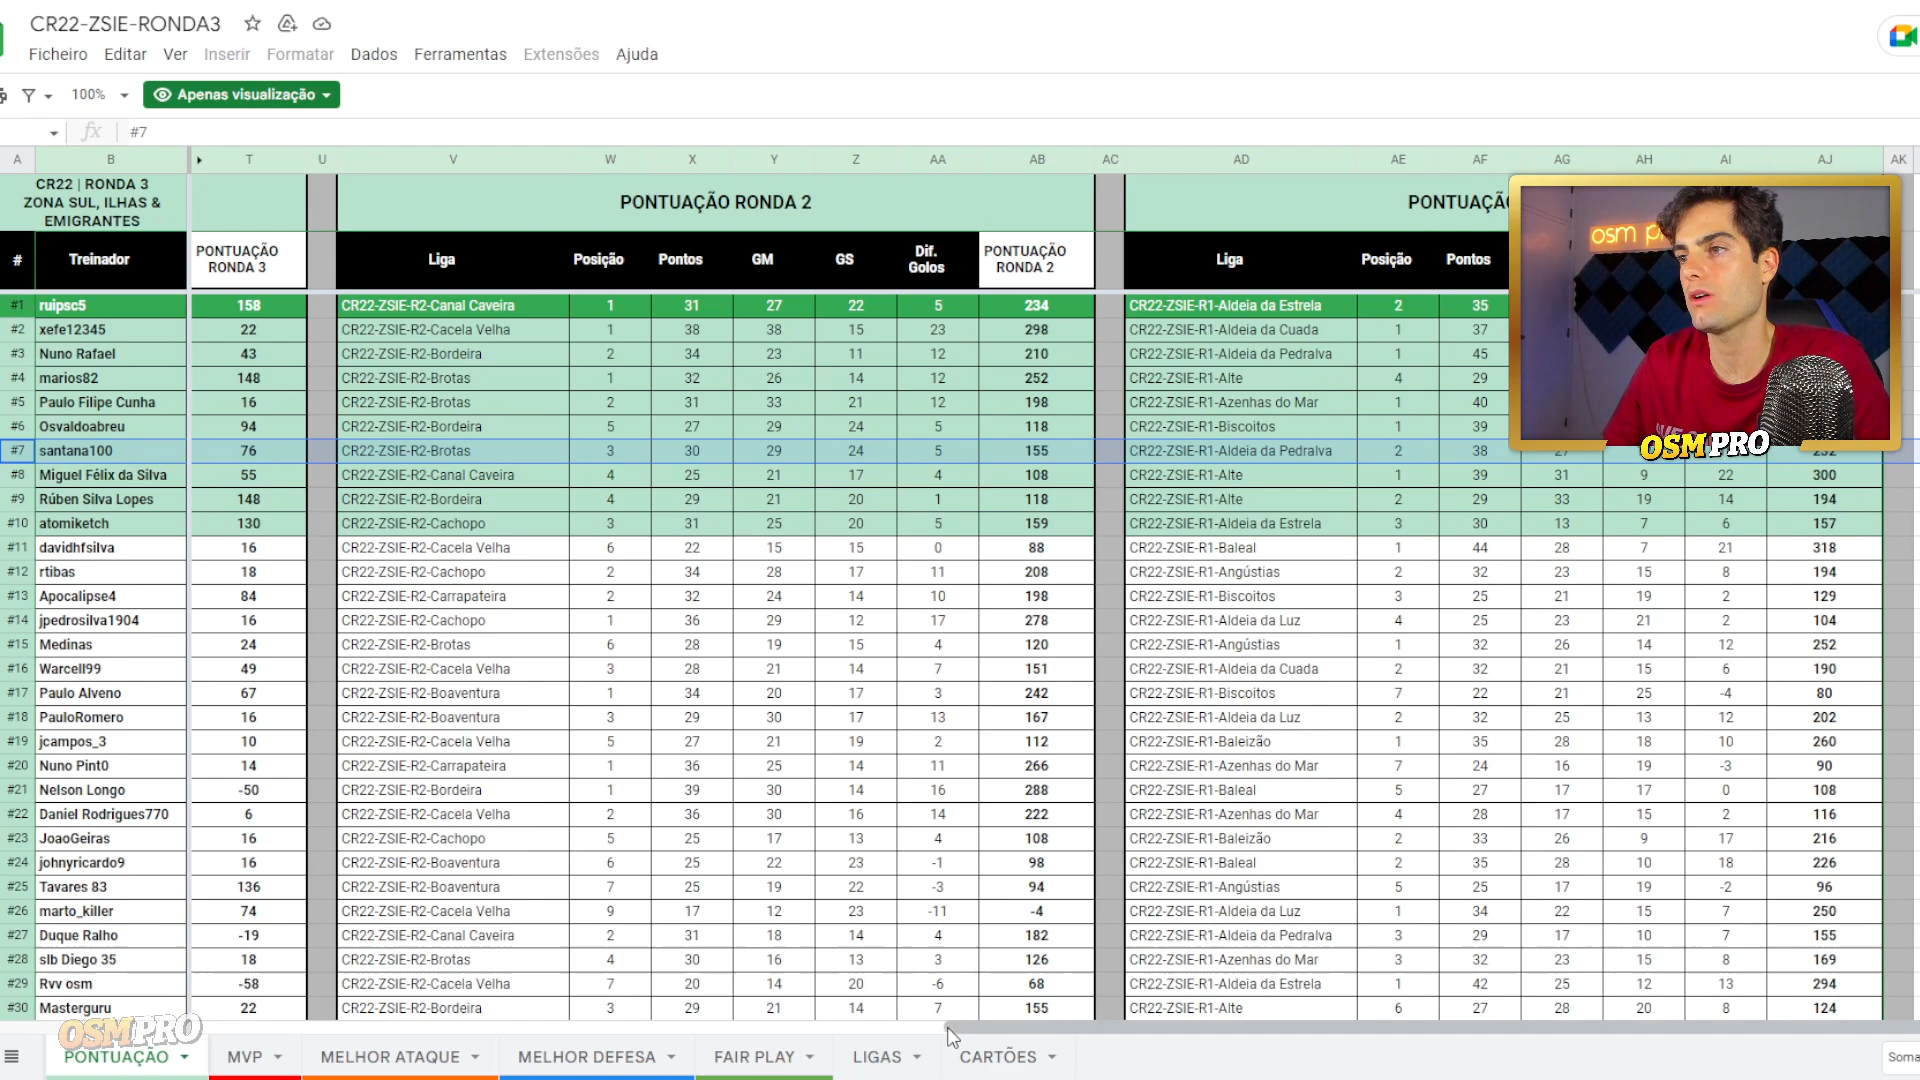 CR22-ZSIE-RONDA3
Ficheiro Editar Ver Inserir Formatar Dados Ferramentas Extensões Ajuda
100% Apenas visualização
fx #7
A B T U V W X Y Z AA AB AC AD AE AF AG AH AI AJ AK
CR22 | RONDA 3
ZONA SUL, ILHAS &
EMIGRANTES
PONTUAÇÃO RONDA 2
PONTUAÇÃ
# Treinador PONTUAÇÃO RONDA 3 Liga Posição Pontos GM GS Dif. Golos PONTUAÇÃO RONDA 2 Liga Posição Pontos
#1 ruipsc5 158 CR22-ZSIE-R2-Canal Caveira 1 31 27 22 5 234 CR22-ZSIE-R1-Aldeia da Estrela 2 35
#2 xefe12345 22 CR22-ZSIE-R2-Cacela Velha 1 38 38 15 23 298 CR22-ZSIE-R1-Aldeia da Cuada 1 37
#3 Nuno Rafael 43 CR22-ZSIE-R2-Bordeira 2 34 23 11 12 210 CR22-ZSIE-R1-Aldeia da Pedralva 1 45
#4 marios82 148 CR22-ZSIE-R2-Brotas 1 32 26 14 12 252 CR22-ZSIE-R1-Alte 4 29
#5 Paulo Filipe Cunha 16 CR22-ZSIE-R2-Brotas 2 31 33 21 12 198 CR22-ZSIE-R1-Azenhas do Mar 1 40
#6 Osvaldoabreu 94 CR22-ZSIE-R2-Bordeira 5 27 29 24 5 118 CR22-ZSIE-R1-Biscoitos 1 39
#7 santana100 76 CR22-ZSIE-R2-Brotas 3 30 29 24 5 155 CR22-ZSIE-R1-Aldeia da Pedralva 2 38
#8 Miguel Félix da Silva 55 CR22-ZSIE-R2-Canal Caveira 4 25 21 17 4 108 CR22-ZSIE-R1-Alte 1 39 31 9 22 300
#9 Rúben Silva Lopes 148 CR22-ZSIE-R2-Bordeira 4 29 21 20 1 118 CR22-ZSIE-R1-Alte 2 29 33 19 14 194
#10 atomiketch 130 CR22-ZSIE-R2-Cachopo 3 31 25 20 5 159 CR22-ZSIE-R1-Aldeia da Estrela 3 30 13 7 6 157
#11 davidhfsilva 16 CR22-ZSIE-R2-Cacela Velha 6 22 15 15 0 88 CR22-ZSIE-R1-Baleal 1 44 28 7 21 318
#12 rtibas 18 CR22-ZSIE-R2-Cachopo 2 34 28 17 11 208 CR22-ZSIE-R1-Angústias 2 32 23 15 8 194
#13 Apocalipse4 84 CR22-ZSIE-R2-Carrapateira 2 32 24 14 10 198 CR22-ZSIE-R1-Biscoitos 3 25 21 19 2 129
#14 jpedrosilva1904 16 CR22-ZSIE-R2-Cachopo 1 36 29 12 17 278 CR22-ZSIE-R1-Aldeia da Luz 4 25 23 21 2 104
#15 Medinas 24 CR22-ZSIE-R2-Brotas 6 28 19 15 4 120 CR22-ZSIE-R1-Angústias 1 32 26 14 12 252
#16 Warcell99 49 CR22-ZSIE-R2-Cacela Velha 3 28 21 14 7 151 CR22-ZSIE-R1-Aldeia da Cuada 2 32 21 15 6 190
#17 Paulo Alveno 67 CR22-ZSIE-R2-Boaventura 1 34 20 17 3 242 CR22-ZSIE-R1-Biscoitos 7 22 21 25 -4 80
#18 PauloRomero 16 CR22-ZSIE-R2-Boaventura 3 29 30 17 13 167 CR22-ZSIE-R1-Aldeia da Luz 2 32 25 13 12 202
#19 jcampos_3 10 CR22-ZSIE-R2-Cacela Velha 5 27 21 19 2 112 CR22-ZSIE-R1-Baleizão 1 35 28 18 10 260
#20 Nuno Pint0 14 CR22-ZSIE-R2-Carrapateira 1 36 25 14 11 266 CR22-ZSIE-R1-Azenhas do Mar 7 24 16 19 -3 90
#21 Nelson Longo -50 CR22-ZSIE-R2-Bordeira 1 39 30 14 16 288 CR22-ZSIE-R1-Baleal 5 27 17 17 0 108
#22 Daniel Rodrigues770 6 CR22-ZSIE-R2-Cacela Velha 2 36 30 16 14 222 CR22-ZSIE-R1-Azenhas do Mar 4 28 17 15 2 116
#23 JoaoGeiras 16 CR22-ZSIE-R2-Cachopo 5 25 17 13 4 108 CR22-ZSIE-R1-Baleizão 2 33 26 9 17 216
#24 johnyricardo9 16 CR22-ZSIE-R2-Boaventura 6 25 22 23 -1 98 CR22-ZSIE-R1-Baleal 2 35 28 10 18 226
#25 Tavares 83 136 CR22-ZSIE-R2-Boaventura 7 25 19 22 -3 94 CR22-ZSIE-R1-Angústias 5 25 17 19 -2 96
#26 marto_killer 74 CR22-ZSIE-R2-Cacela Velha 9 17 12 23 -11 -4 CR22-ZSIE-R1-Aldeia da Luz 1 34 22 15 7 250
#27 Duque Ralho -19 CR22-ZSIE-R2-Canal Caveira 2 31 18 14 4 182 CR22-ZSIE-R1-Aldeia da Pedralva 3 29 17 10 7 155
#28 slb Diego 35 18 CR22-ZSIE-R2-Brotas 4 30 16 13 3 126 CR22-ZSIE-R1-Azenhas do Mar 3 32 23 15 8 169
#29 Rvv osm -58 CR22-ZSIE-R2-Cacela Velha 7 20 14 20 -6 68 CR22-ZSIE-R1-Aldeia da Estrela 1 42 25 12 13 294
#30 Masterguru 22 CR22-ZSIE-R2-Bordeira 3 29 21 14 7 155 CR22-ZSIE-R1-Alte 6 27 28 20 8 124
osm p
OSM PRO
OSM PRO
PONTUAÇÃO MVP MELHOR ATAQUE MELHOR DEFESA FAIR PLAY LIGAS CARTÕES Soma